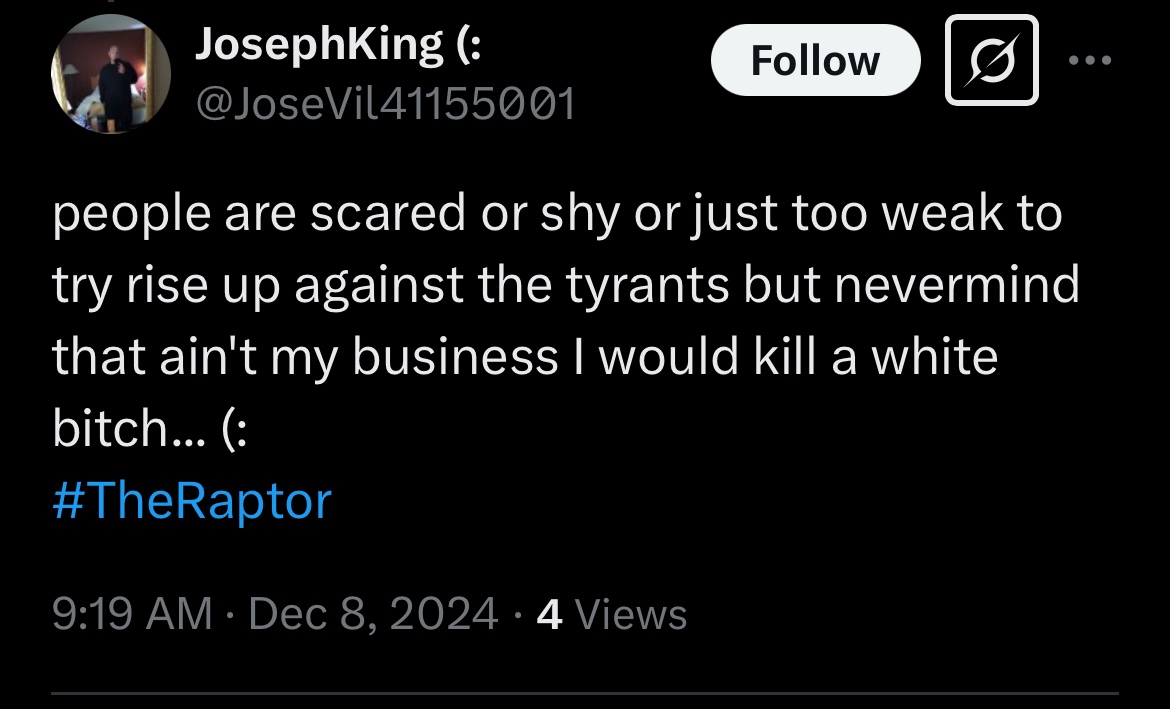 JosephKing (:
Follow
@JoseVil41155001
people are scared or shy or just too weak to
try rise up against the tyrants but nevermind
that ain't my business I would kill a white
bitch... (:
#TheRaptor
9:19 AM · Dec 8, 2024 · 4 Views